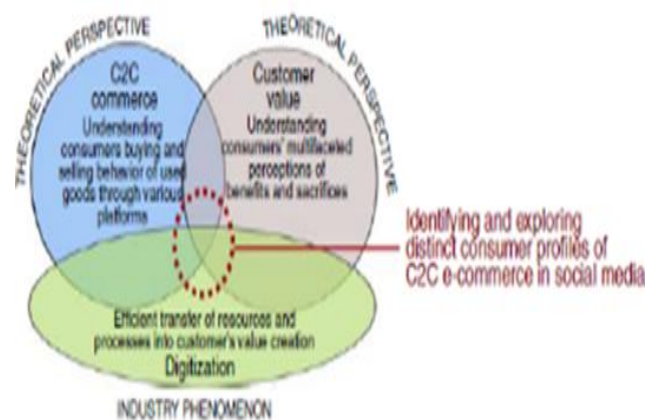 THEORETICAL PERSPECTIVE
THEORETICAL PERSPECTIVE
C2C
commerce
Understanding
consumers buying and
selling behavior of used
goods through various
platforms
Customer
value
Understanding
consumers' multifaceted
perceptions of
benefits and sacrifices
Identifying and exploring
distinct consumer profiles of
C2C e-commerce in social media
Efficient transfer of resources and
processes into customer's value creation
Digitization
INDUSTRY PHENOMENON